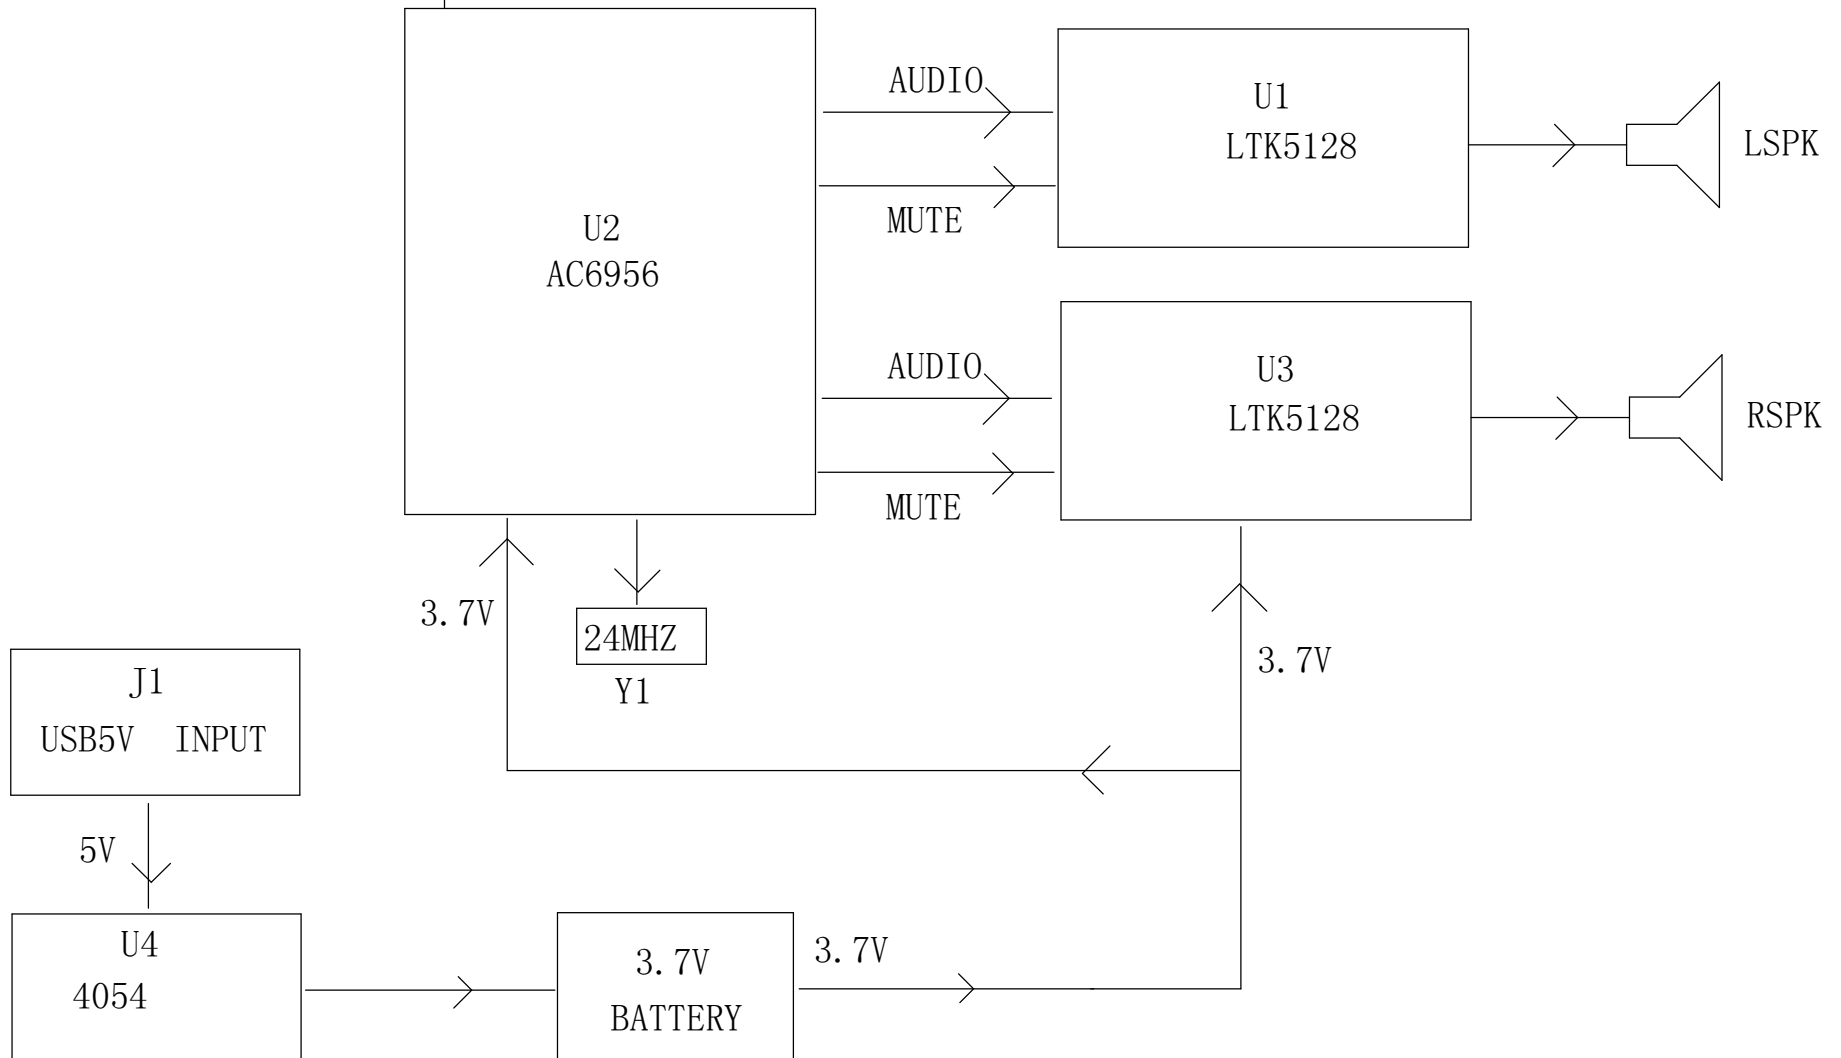 AUDIO
U1
LTK5128
LSPK
MUTE
U2
AC6956
AUDIO
U3
LTK5128
RSPK
MUTE
3.7V
24MHZ
Y1
3.7V
J1
USB5V INPUT
5V
U4
4054
3.7V
BATTERY
3.7V